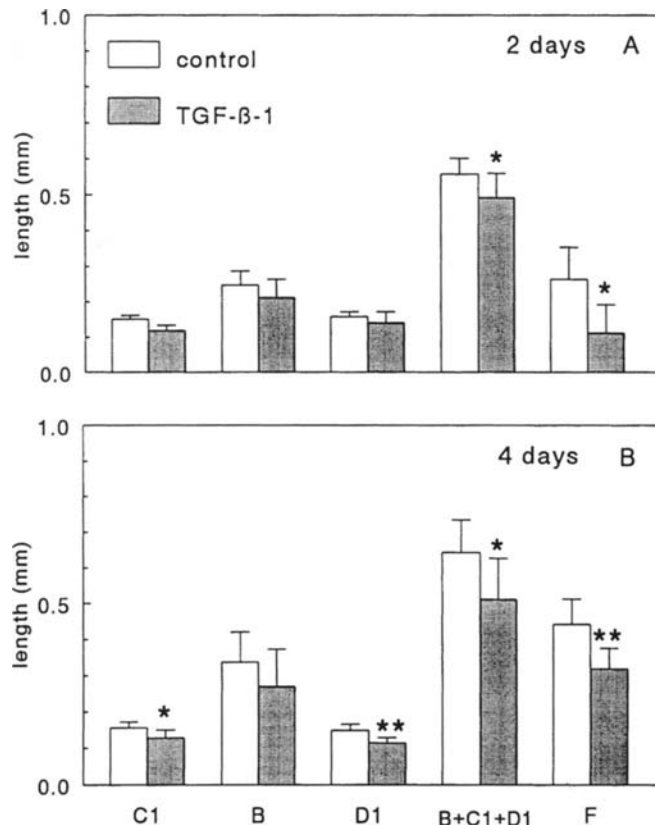 1.0
2 days A
control
TGF-ß-1
length (mm)
0.5
*
*
0.0
1.0
4 days B
length (mm)
*
0.5
**
*
**
0.0
C1 B D1 B+C1+D1 F